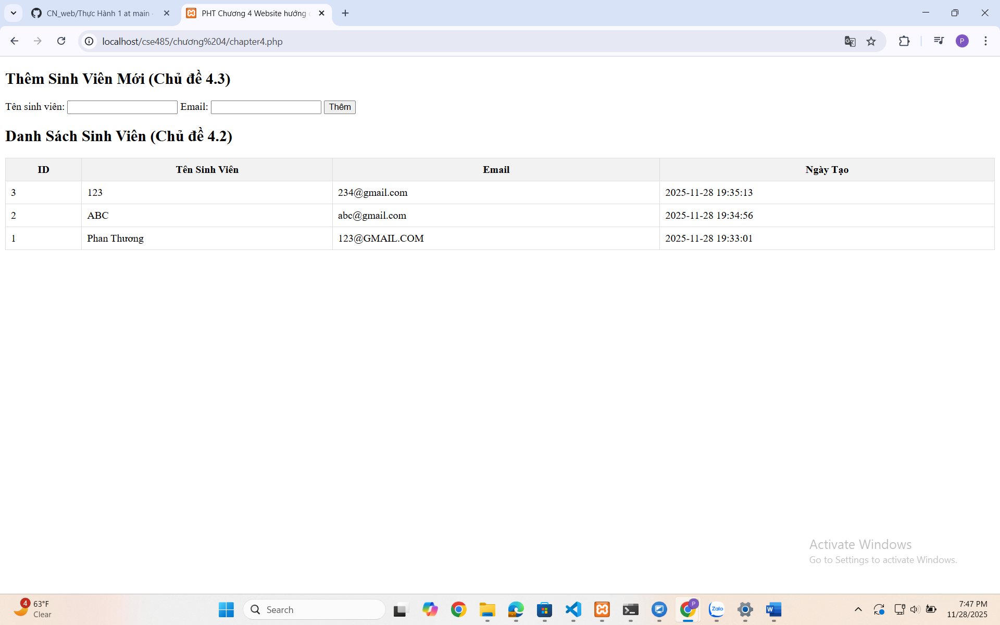 CN_web/Thực Hành 1 at main
PHT Chương 4 Website hướng
localhost/cse485/chương%204/chapter4.php
P
Thêm Sinh Viên Mới (Chủ đề 4.3)
Tên sinh viên: Email: Thêm
Danh Sách Sinh Viên (Chủ đề 4.2)
ID Tên Sinh Viên Email Ngày Tạo
3 123 234@gmail.com 2025-11-28 19:35:13
2 ABC abc@gmail.com 2025-11-28 19:34:56
1 Phan Thương 123@GMAIL.COM 2025-11-28 19:33:01
Activate Windows
Go to Settings to activate Windows.
4 63°F
Clear
Search
P
Zalo
W
7:47 PM
11/28/2025